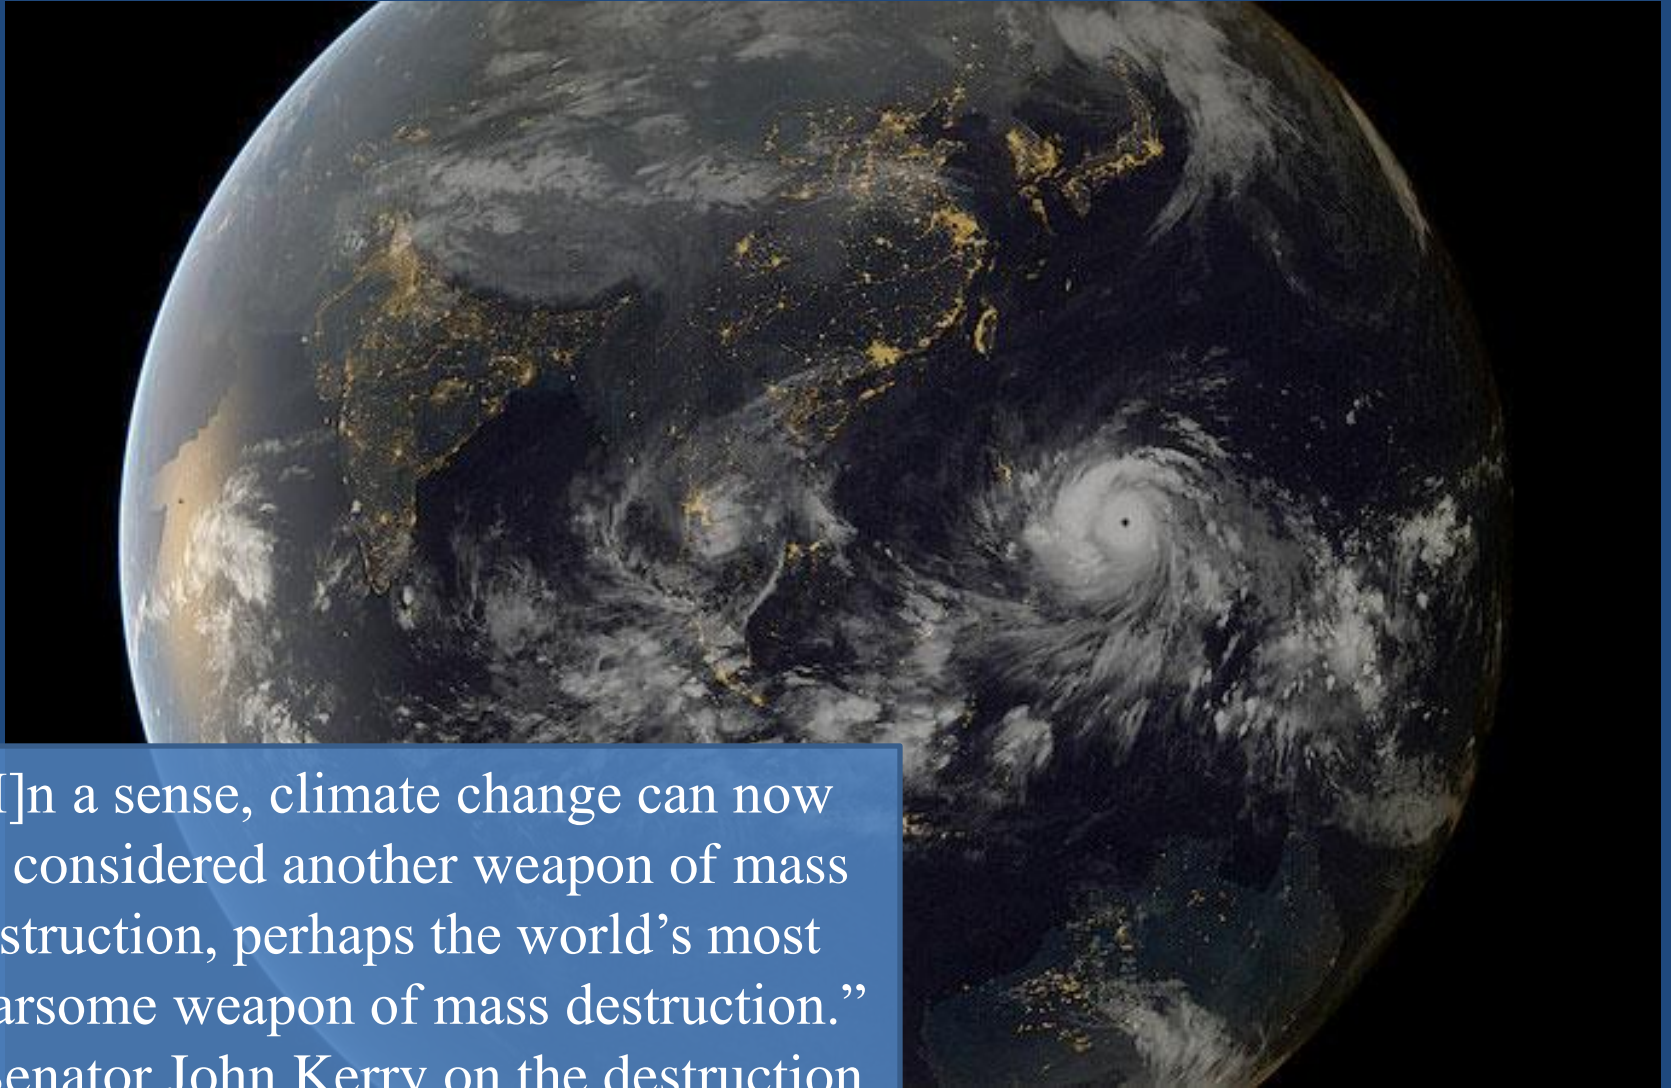 I]n a sense, climate change can now
considered another weapon of mass
struction, perhaps the world’s most
arsome weapon of mass destruction.”
enator John Kerry on the destruction